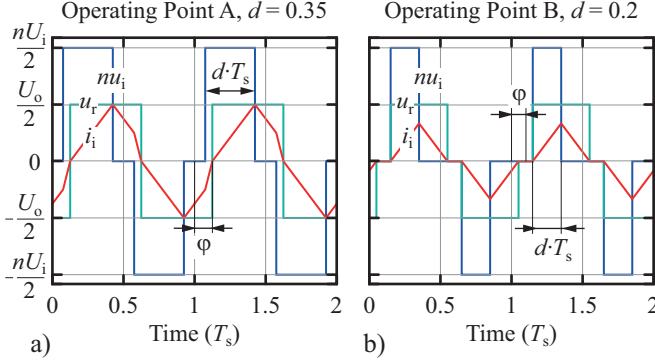 Operating Point A, d = 0.35
nUi/2
Uo/2
0
-Uo/2
-nUi/2
nui
ur
ii
d·Ts
φ
0 0.5 1 1.5 2
Time (Ts)
a)
Operating Point B, d = 0.2
nui
ur
ii
φ
d·Ts
0 0.5 1 1.5 2
Time (Ts)
b)